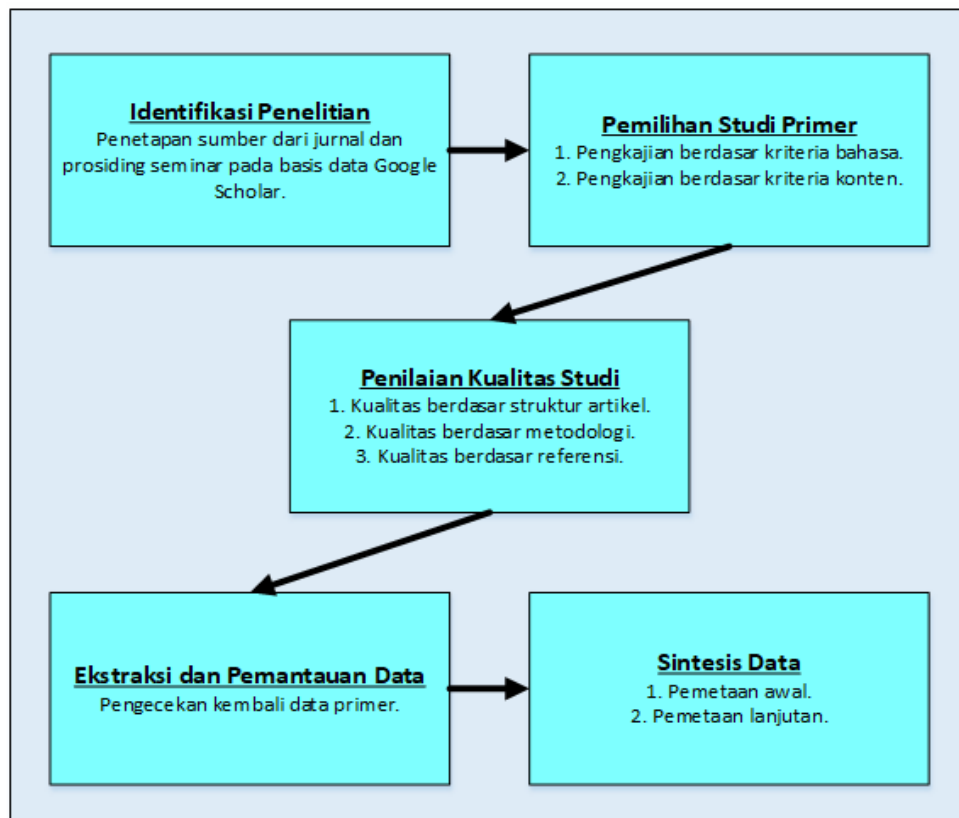 Identifikasi Penelitian
Penetapan sumber dari jurnal dan
prosiding seminar pada basis data Google
Scholar.
Pemilihan Studi Primer
1. Pengkajian berdasar kriteria bahasa.
2. Pengkajian berdasar kriteria konten.
Penilaian Kualitas Studi
1. Kualitas berdasar struktur artikel.
2. Kualitas berdasar metodologi.
3. Kualitas berdasar referensi.
Ekstraksi dan Pemantauan Data
Pengecekan kembali data primer.
Sintesis Data
1. Pemetaan awal.
2. Pemetaan lanjutan.